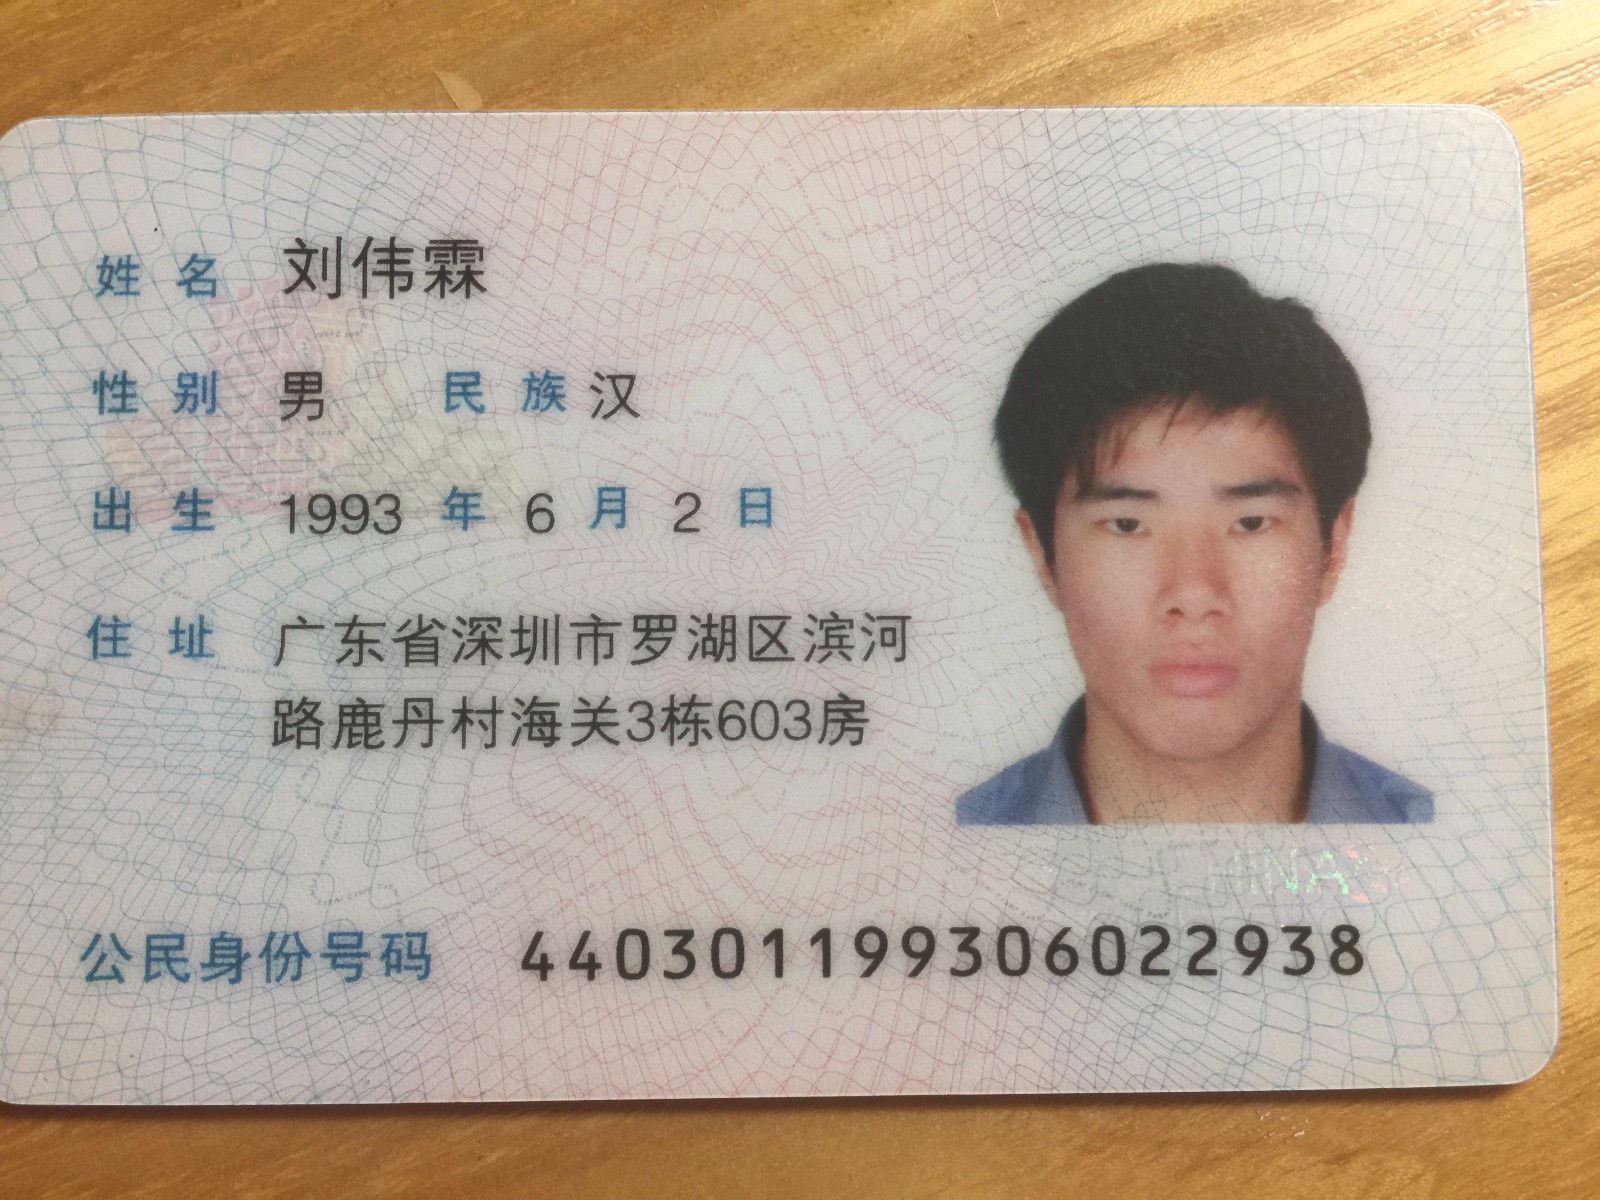 姓名 刘伟霖
性别 男 民族 汉
出生 1993 年 6 月 2 日
住址 广东省深圳市罗湖区滨河
路鹿丹村海关3栋603房
公民身份号码 440301199306022938